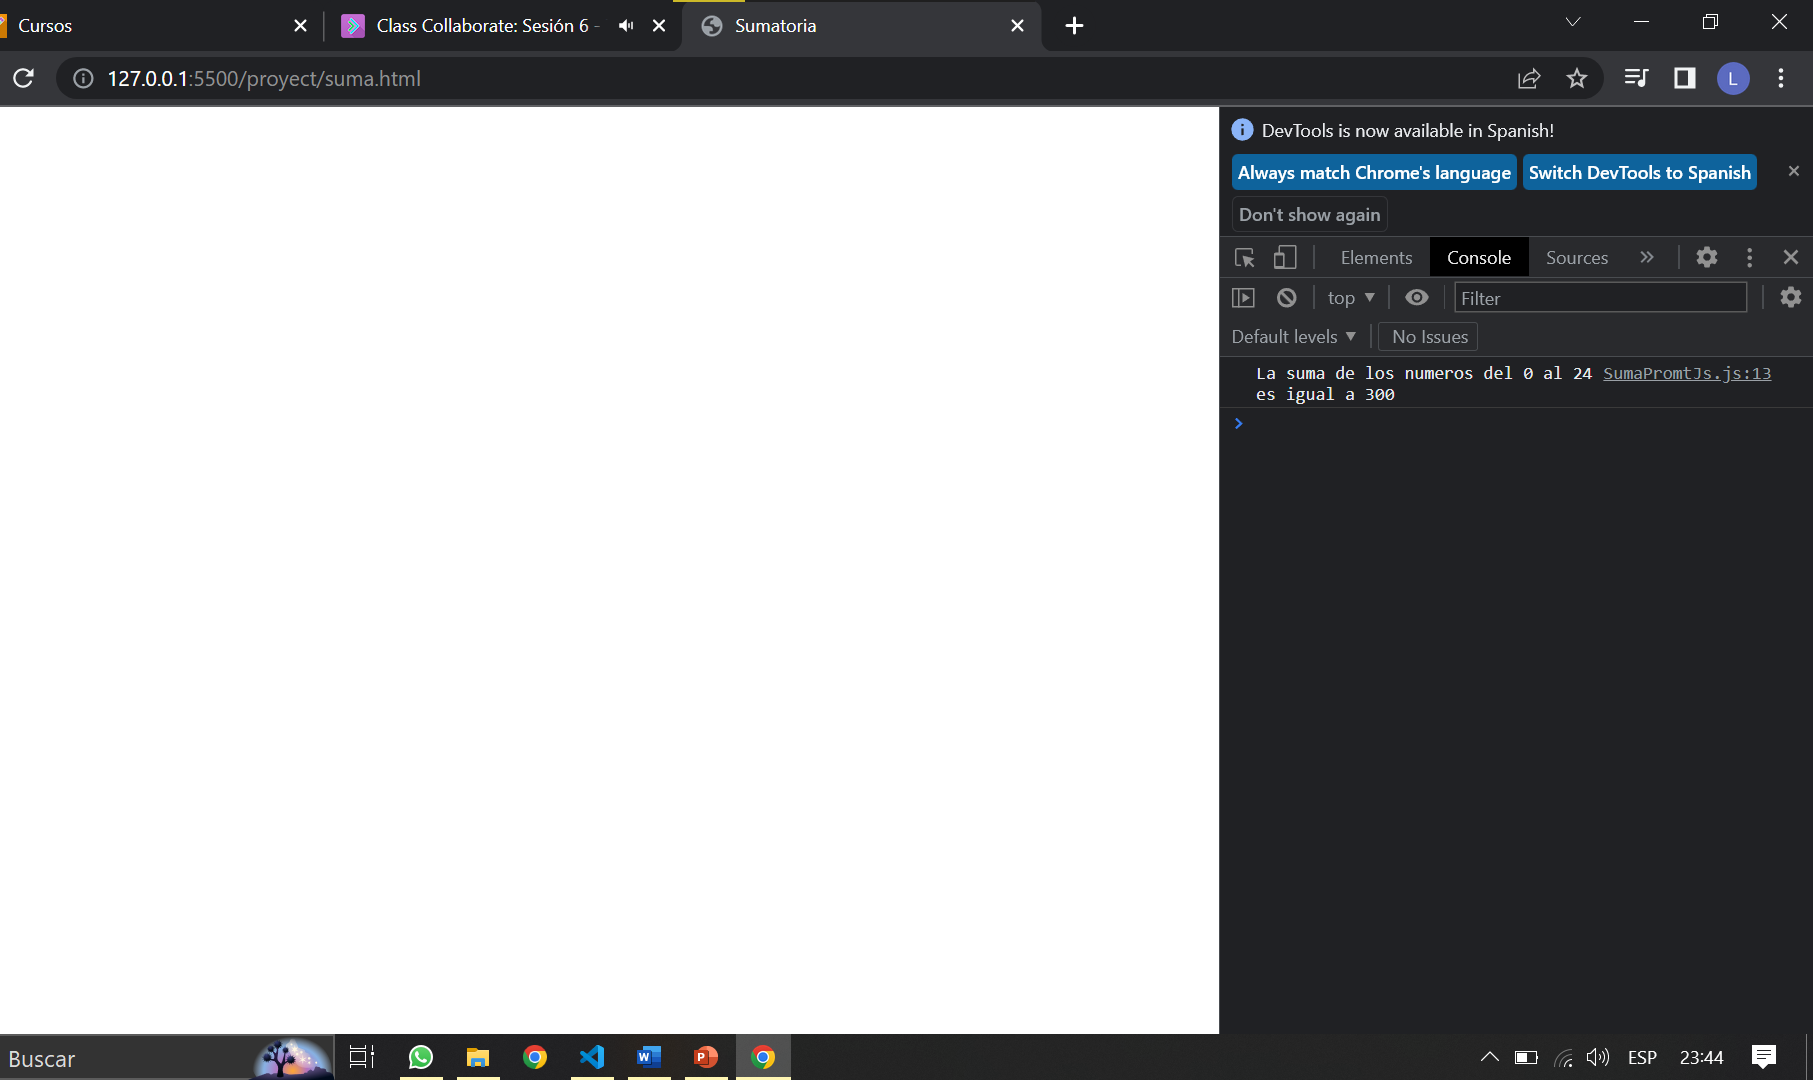 Cursos
Class Collaborate: Sesión 6 -
Sumatoria
127.0.0.1:5500/proyect/suma.html
L
DevTools is now available in Spanish!
Always match Chrome's language
Switch DevTools to Spanish
Don't show again
Elements
Console
Sources
top
Filter
Default levels
No Issues
La suma de los numeros del 0 al 24 SumaPromtJs.js:13
es igual a 300
Buscar
W
P
ESP
23:44